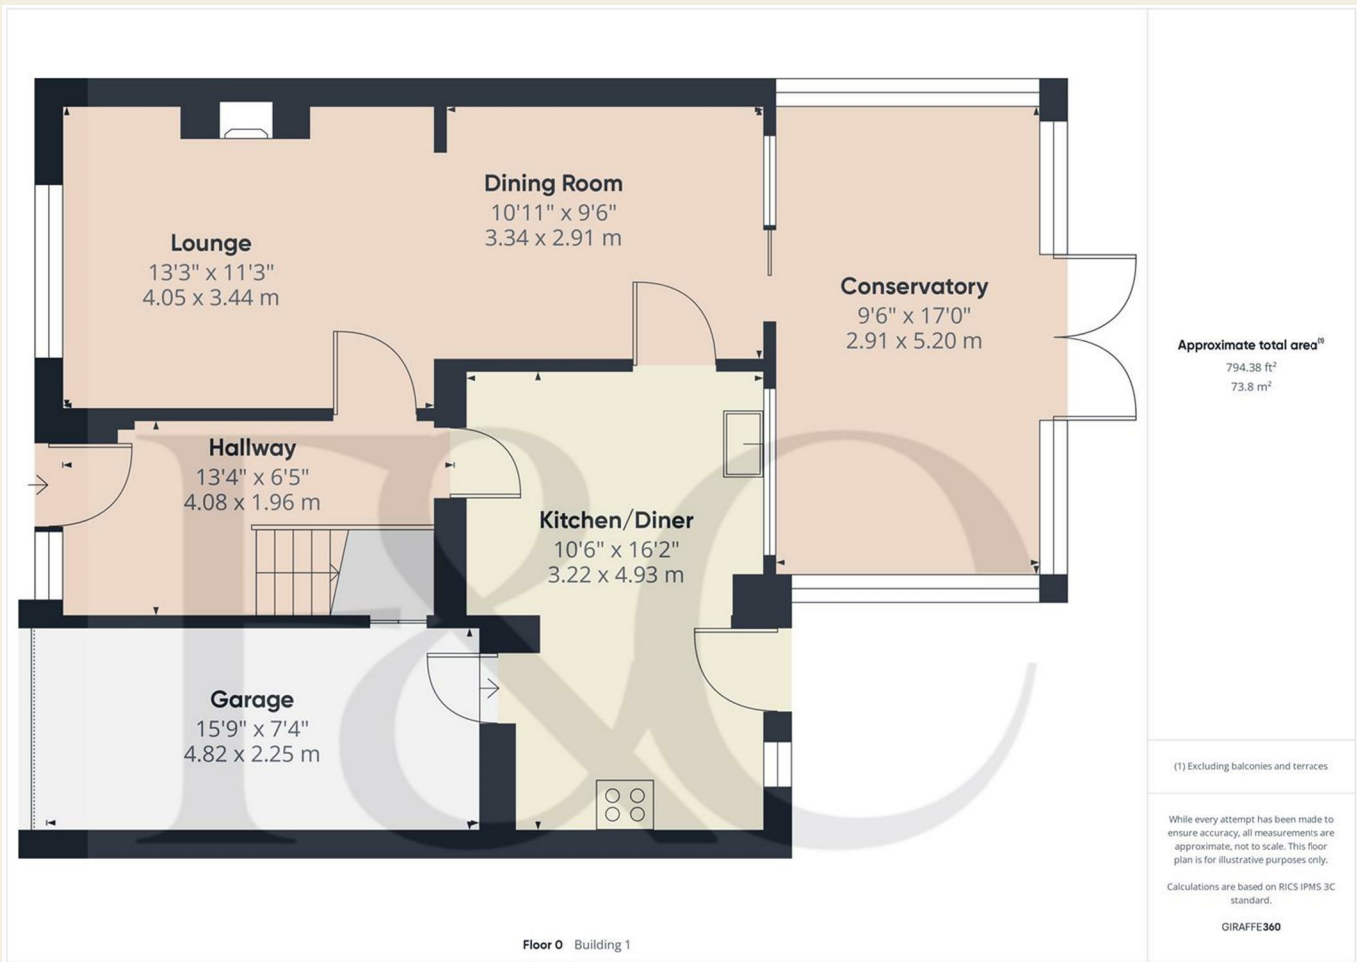 Lounge
13'3" x 11'3"
4.05 x 3.44 m
Dining Room
10'11" x 9'6"
3.34 x 2.91 m
Conservatory
9'6" x 17'0"
2.91 x 5.20 m
Hallway
13'4" x 6'5"
4.08 x 1.96 m
Kitchen/Diner
10'6" x 16'2"
3.22 x 4.93 m
Garage
15'9" x 7'4"
4.82 x 2.25 m
F&C
Floor 0 Building 1
Approximate total area(1)
794.38 ft²
73.8 m²
(1) Excluding balconies and terraces
While every attempt has been made to
ensure accuracy, all measurements are
approximate, not to scale. This floor
plan is for illustrative purposes only.
Calculations are based on RICS IPMS 3C
standard.
GIRAFFE360